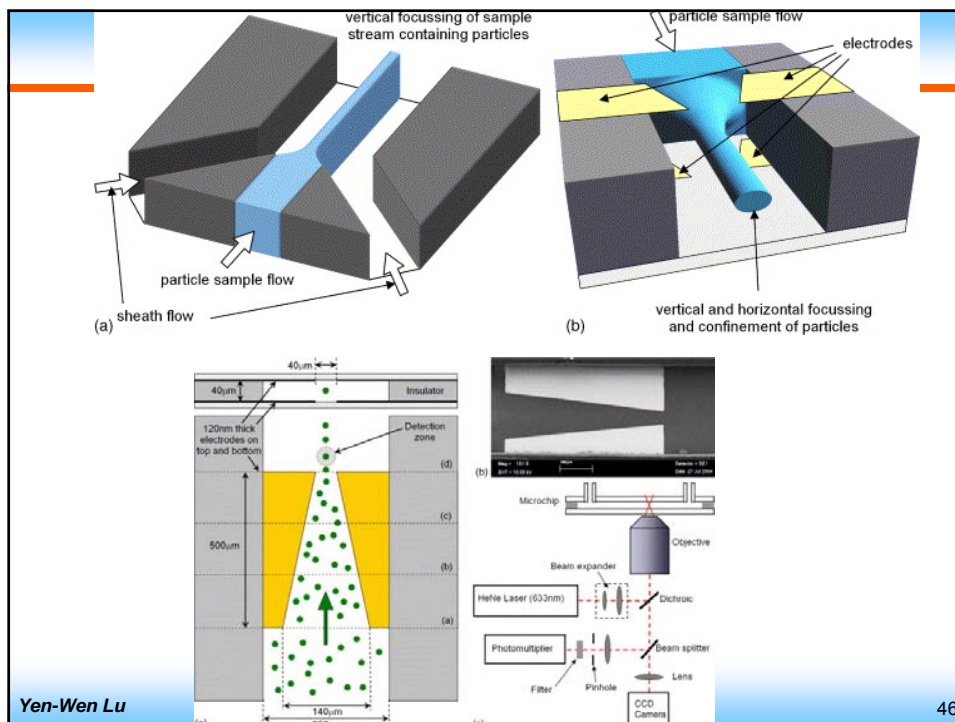 vertical focussing of sample
stream containing particles
particle sample flow
sheath flow
(a)
particle sample flow
electrodes
vertical and horizontal focussing
and confinement of particles
(b)
40µm
40µm
Insulator
120nm thick
electrodes on
top and bottom
Detection
zone
(d)
(c)
500µm
(b)
(a)
140µm
(b)
Microchip
Objective
Beam expander
HeNe Laser (633nm)
Dichroic
Photomultiplier
Beam splitter
Filter
Pinhole
Lens
CCD
Camera
Yen-Wen Lu
46